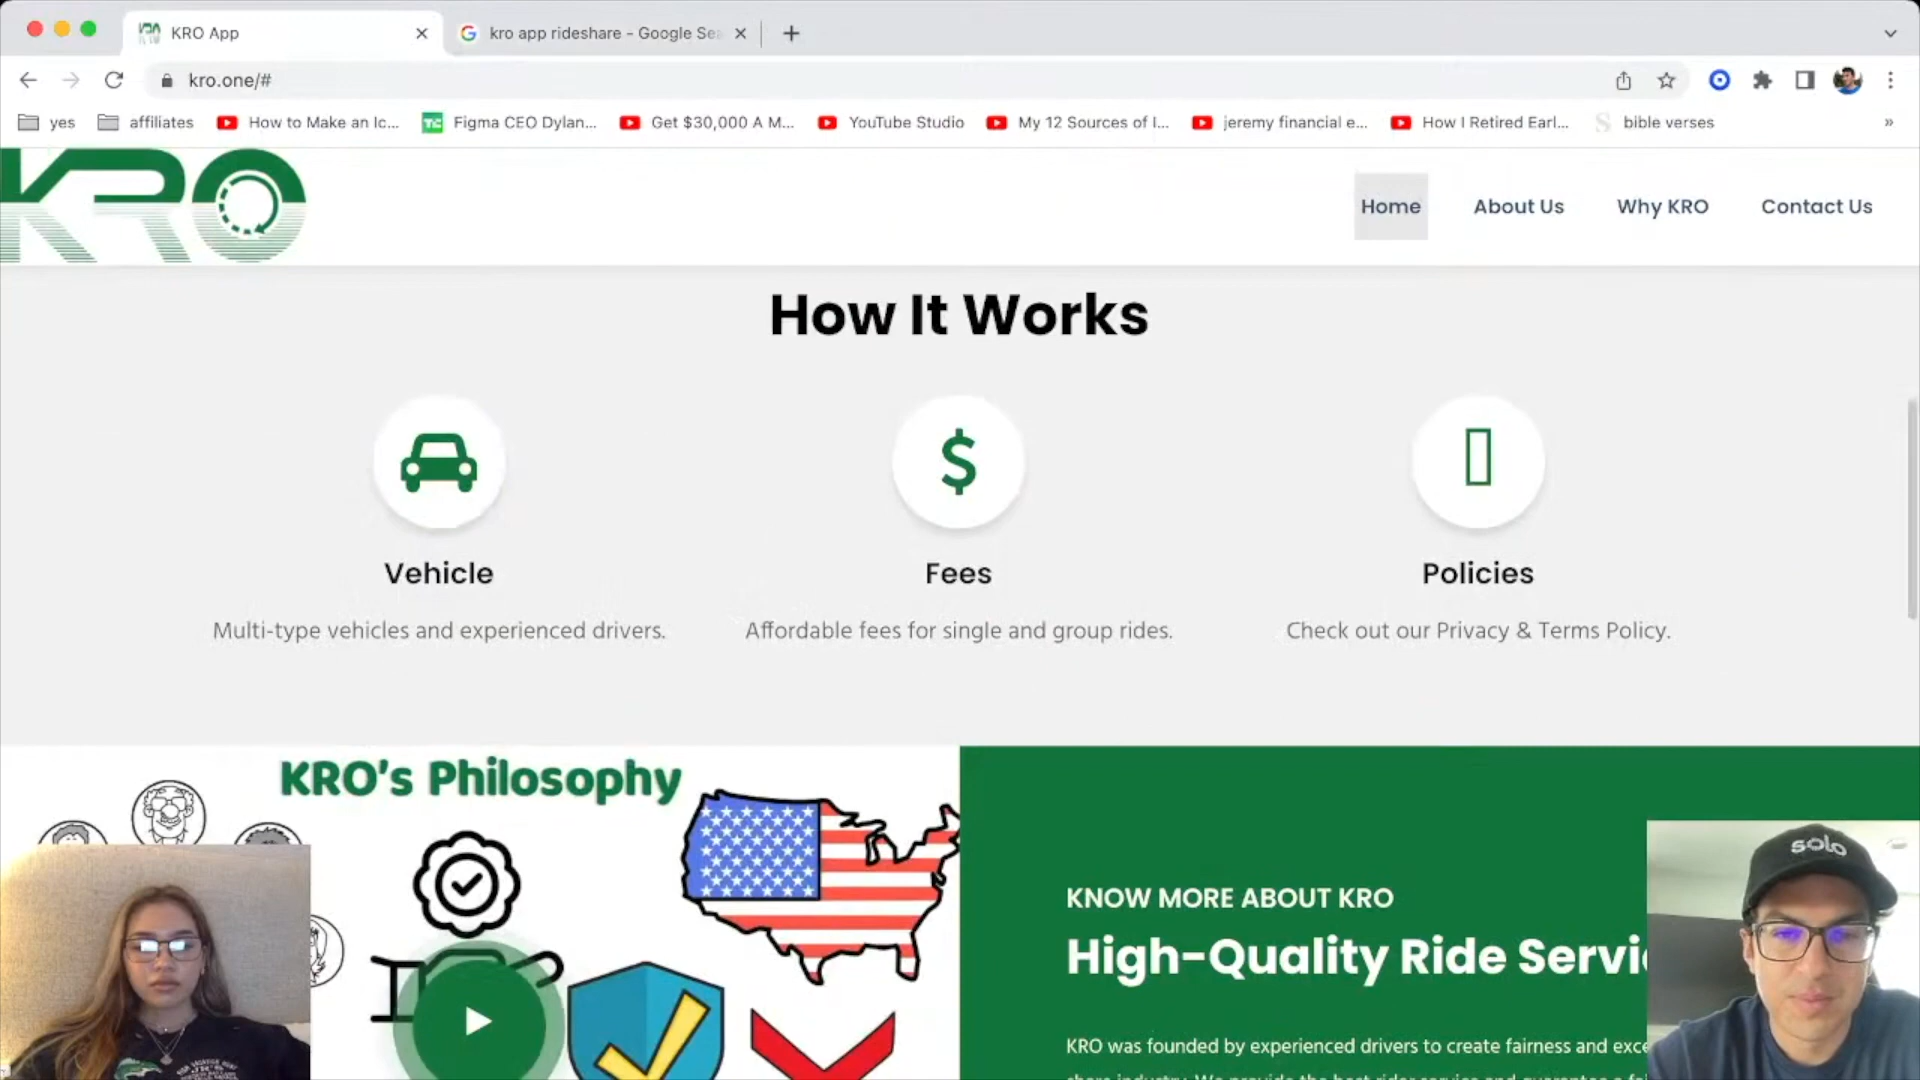 KRO App
kro app rideshare - Google Sea
kro.one/#
yes
affiliates
How to Make an Ic...
Figma CEO Dylan...
Get $30,000 A M...
YouTube Studio
My 12 Sources of I...
jeremy financial e...
How I Retired Earl...
bible verses
KRO
Home
About Us
Why KRO
Contact Us
How It Works
Vehicle
Fees
Policies
Multi-type vehicles and experienced drivers.
Affordable fees for single and group rides.
Check out our Privacy & Terms Policy.
KRO's Philosophy
KNOW MORE ABOUT KRO
High-Quality Ride Servi
KRO was founded by experienced drivers to create fairness and exce
solo